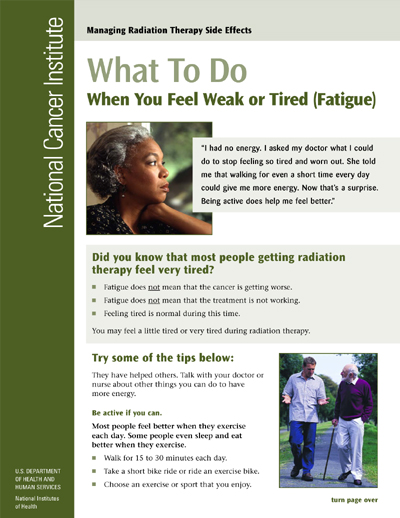 National Cancer Institute
Managing Radiation Therapy Side Effects
What To Do
When You Feel Weak or Tired (Fatigue)
"I had no energy. I asked my doctor what I could
do to stop feeling so tired and worn out. She told
me that walking for even a short time every day
could give me more energy. Now that's a surprise.
Being active does help me feel better."
Did you know that most people getting radiation
therapy feel very tired?
■ Fatigue does not mean that the cancer is getting worse.
■ Fatigue does not mean that the treatment is not working.
■ Feeling tired is normal during this time.
You may feel a little tired or very tired during radiation therapy.
Try some of the tips below:
They have helped others. Talk with your doctor or
nurse about other things you can do to have
more energy.
Be active if you can.
Most people feel better when they exercise
each day. Some people even sleep and eat
better when they exercise.
■ Walk for 15 to 30 minutes each day.
■ Take a short bike ride or ride an exercise bike.
■ Choose an exercise or sport that you enjoy.
U.S. DEPARTMENT
OF HEALTH AND
HUMAN SERVICES
National Institutes
of Health
turn page over